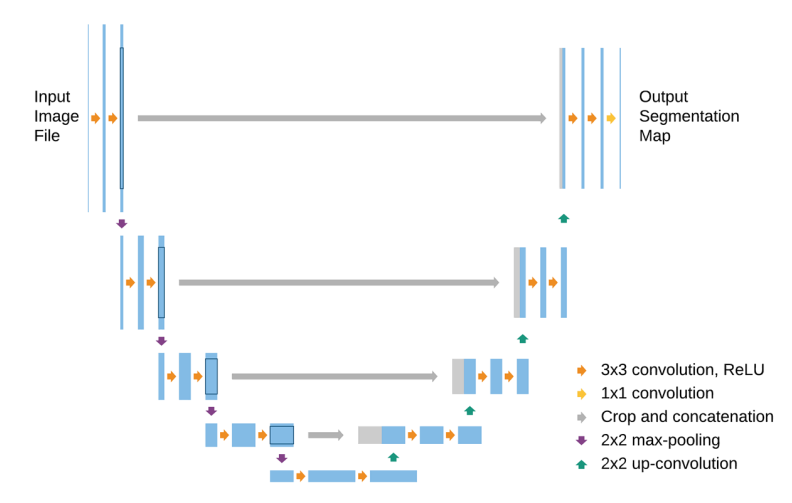 Input
Image
File
Output
Segmentation
Map
3x3 convolution, ReLU
1x1 convolution
Crop and concatenation
2x2 max-pooling
2x2 up-convolution